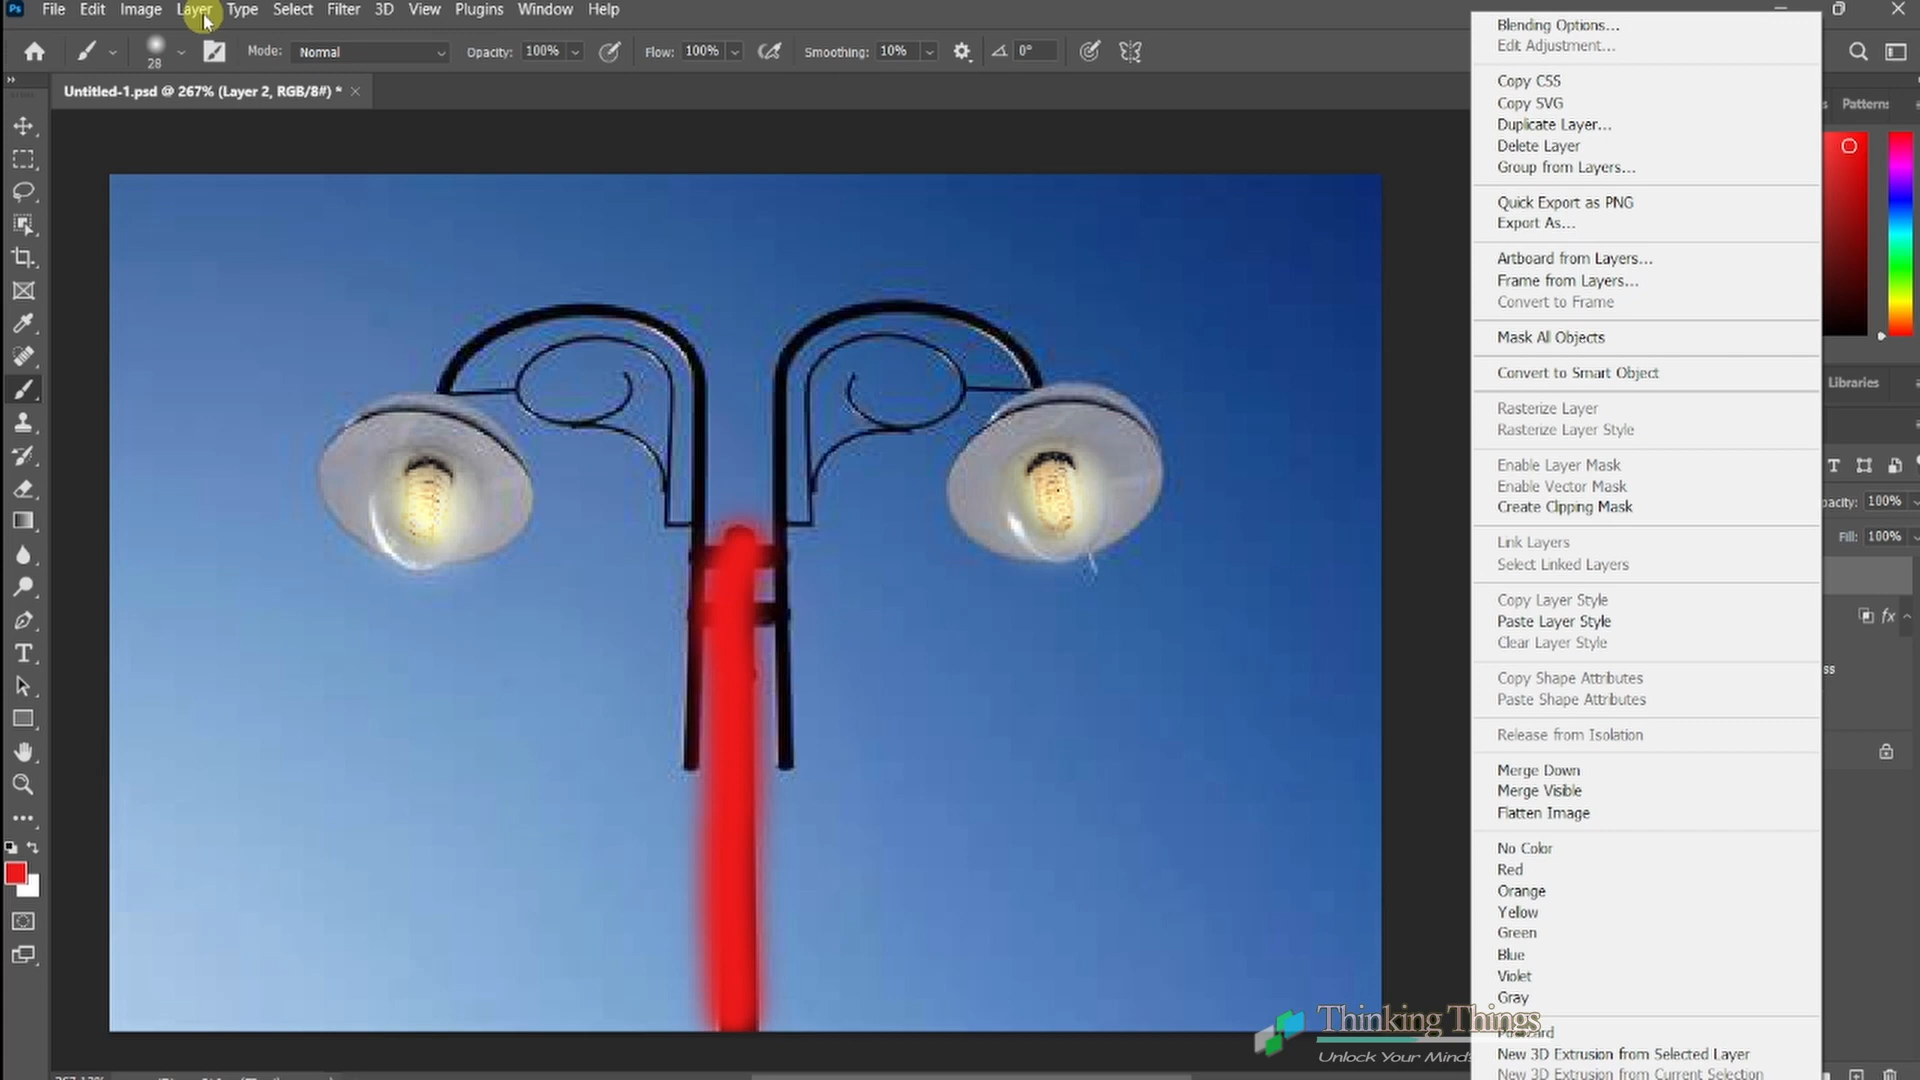 File Edit Image Layer Type Select Filter 3D View Plugins Window Help
28 Mode: Normal Opacity: 100% Flow: 100% Smoothing: 10% 0°
Untitled-1.psd @ 267% (Layer 2, RGB/8#) *
Blending Options...
Edit Adjustment...
Copy CSS
Copy SVG
Duplicate Layer...
Delete Layer
Group from Layers...
Quick Export as PNG
Export As...
Artboard from Layers...
Frame from Layers...
Convert to Frame
Mask All Objects
Convert to Smart Object
Rasterize Layer
Rasterize Layer Style
Enable Layer Mask
Enable Vector Mask
Create Clipping Mask
Link Layers
Select Linked Layers
Copy Layer Style
Paste Layer Style
Clear Layer Style
Copy Shape Attributes
Paste Shape Attributes
Release from Isolation
Merge Down
Merge Visible
Flatten Image
No Color
Red
Orange
Yellow
Green
Blue
Violet
Gray
Postcard
New 3D Extrusion from Selected Layer
New 3D Extrusion from Current Selection
Patterns
Libraries
100%
Fill: 100%
fx
Thinking Things
Unlock Your Minds